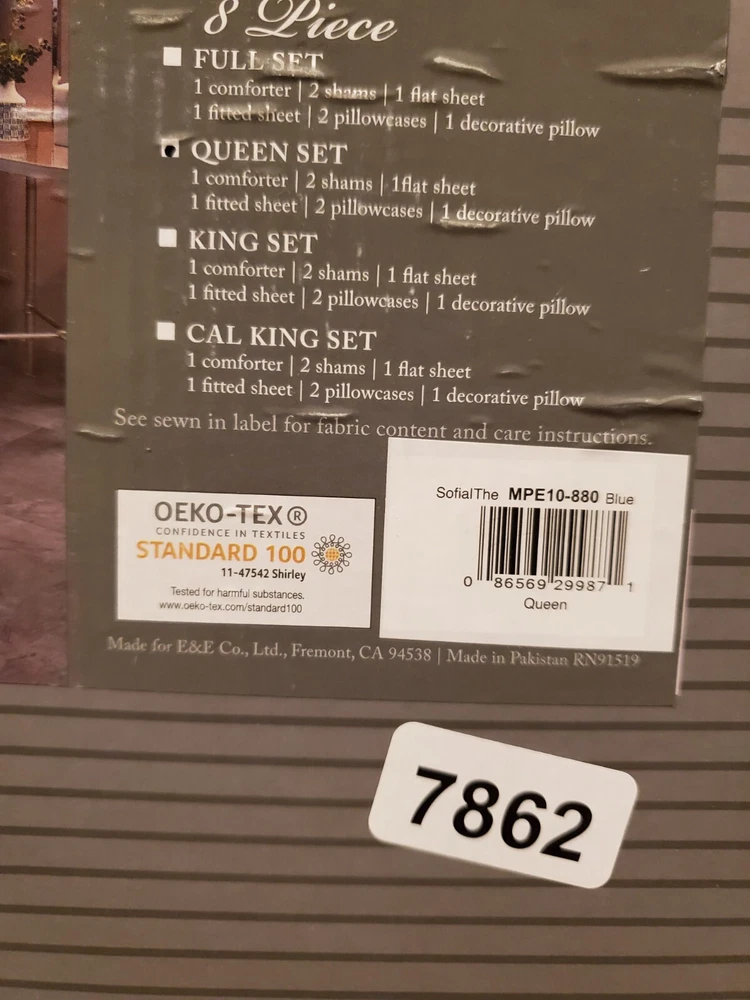 8 Piece
FULL SET
1 comforter | 2 shams | 1 flat sheet
1 fitted sheet | 2 pillowcases | 1 decorative pillow
QUEEN SET
1 comforter | 2 shams | 1flat sheet
1 fitted sheet | 2 pillowcases | 1 decorative pillow
KING SET
1 comforter | 2 shams | 1 flat sheet
1 fitted sheet | 2 pillowcases | 1 decorative pillow
CAL KING SET
1 comforter | 2 shams | 1 flat sheet
1 fitted sheet | 2 pillowcases | 1 decorative pillow
See sewn in label for fabric content and care instructions.
OEKO-TEX®
CONFIDENCE IN TEXTILES
STANDARD 100
11-47542 Shirley
Tested for harmful substances.
www.oeko-tex.com/standard100
SofialThe MPE10-880 Blue
0 86569 29987 1
Queen
Made for E&E Co., Ltd., Fremont, CA 94538 | Made in Pakistan RN91519
7862